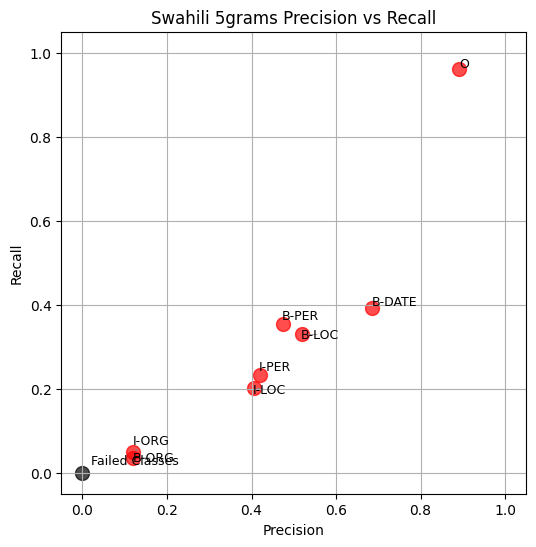 Swahili 5grams Precision vs Recall
1.0
O
0.8
0.6
Recall
0.4
B-DATE
B-PER
B-LOC
I-PER
0.2
I-LOC
I-ORG
B-ORG
Failed Classes
0.0
0.0 0.2 0.4 0.6 0.8 1.0
Precision